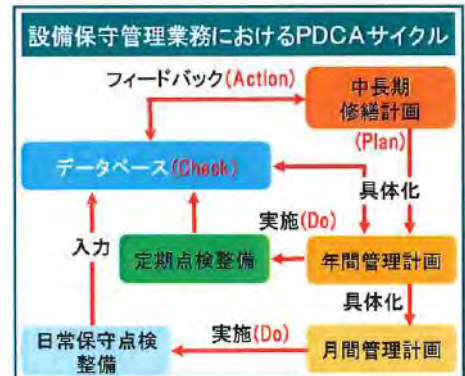 設備保守管理業務におけるPDCAサイクル
フィードバック(Action)
中長期
修繕計画
(Plan)
データベース(Check)
具体化
実施(Do)
入力
定期点検整備
年間管理計画
具体化
日常保守点検
整備
実施(Do)
月間管理計画